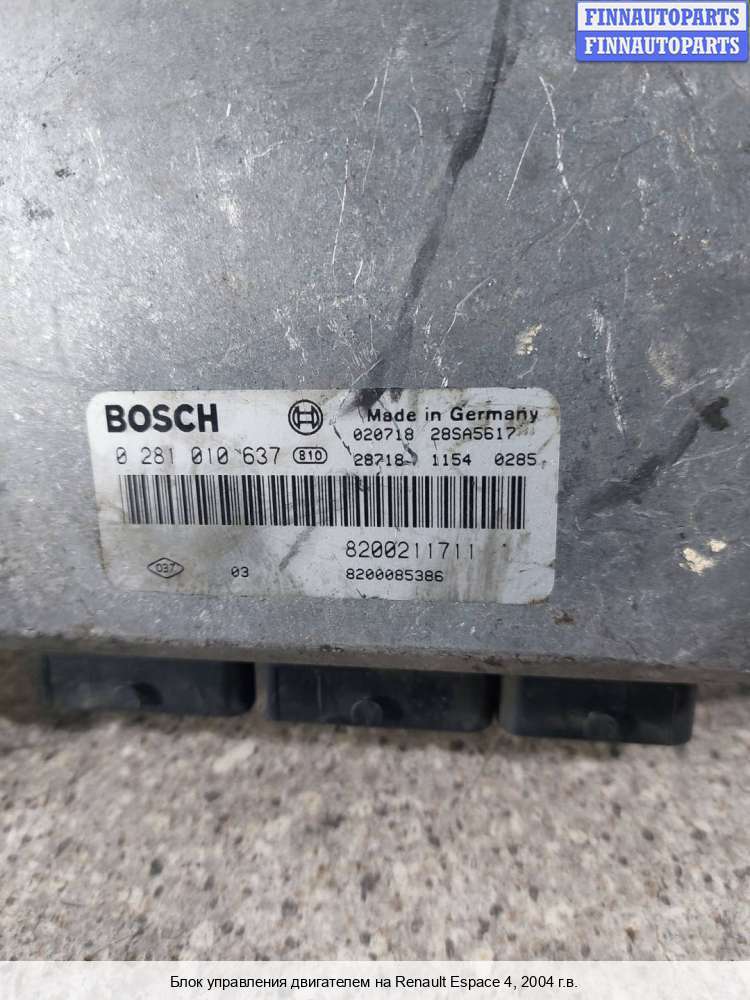 FINNAUTOPARTS
FINNAUTOPARTS
BOSCH Made in Germany
020718 28SA5617
0 281 010 637 810 28718 1154 0285
8200211711
037 03 8200085386
Блок управления двигателем на Renault Espace 4, 2004 г.в.